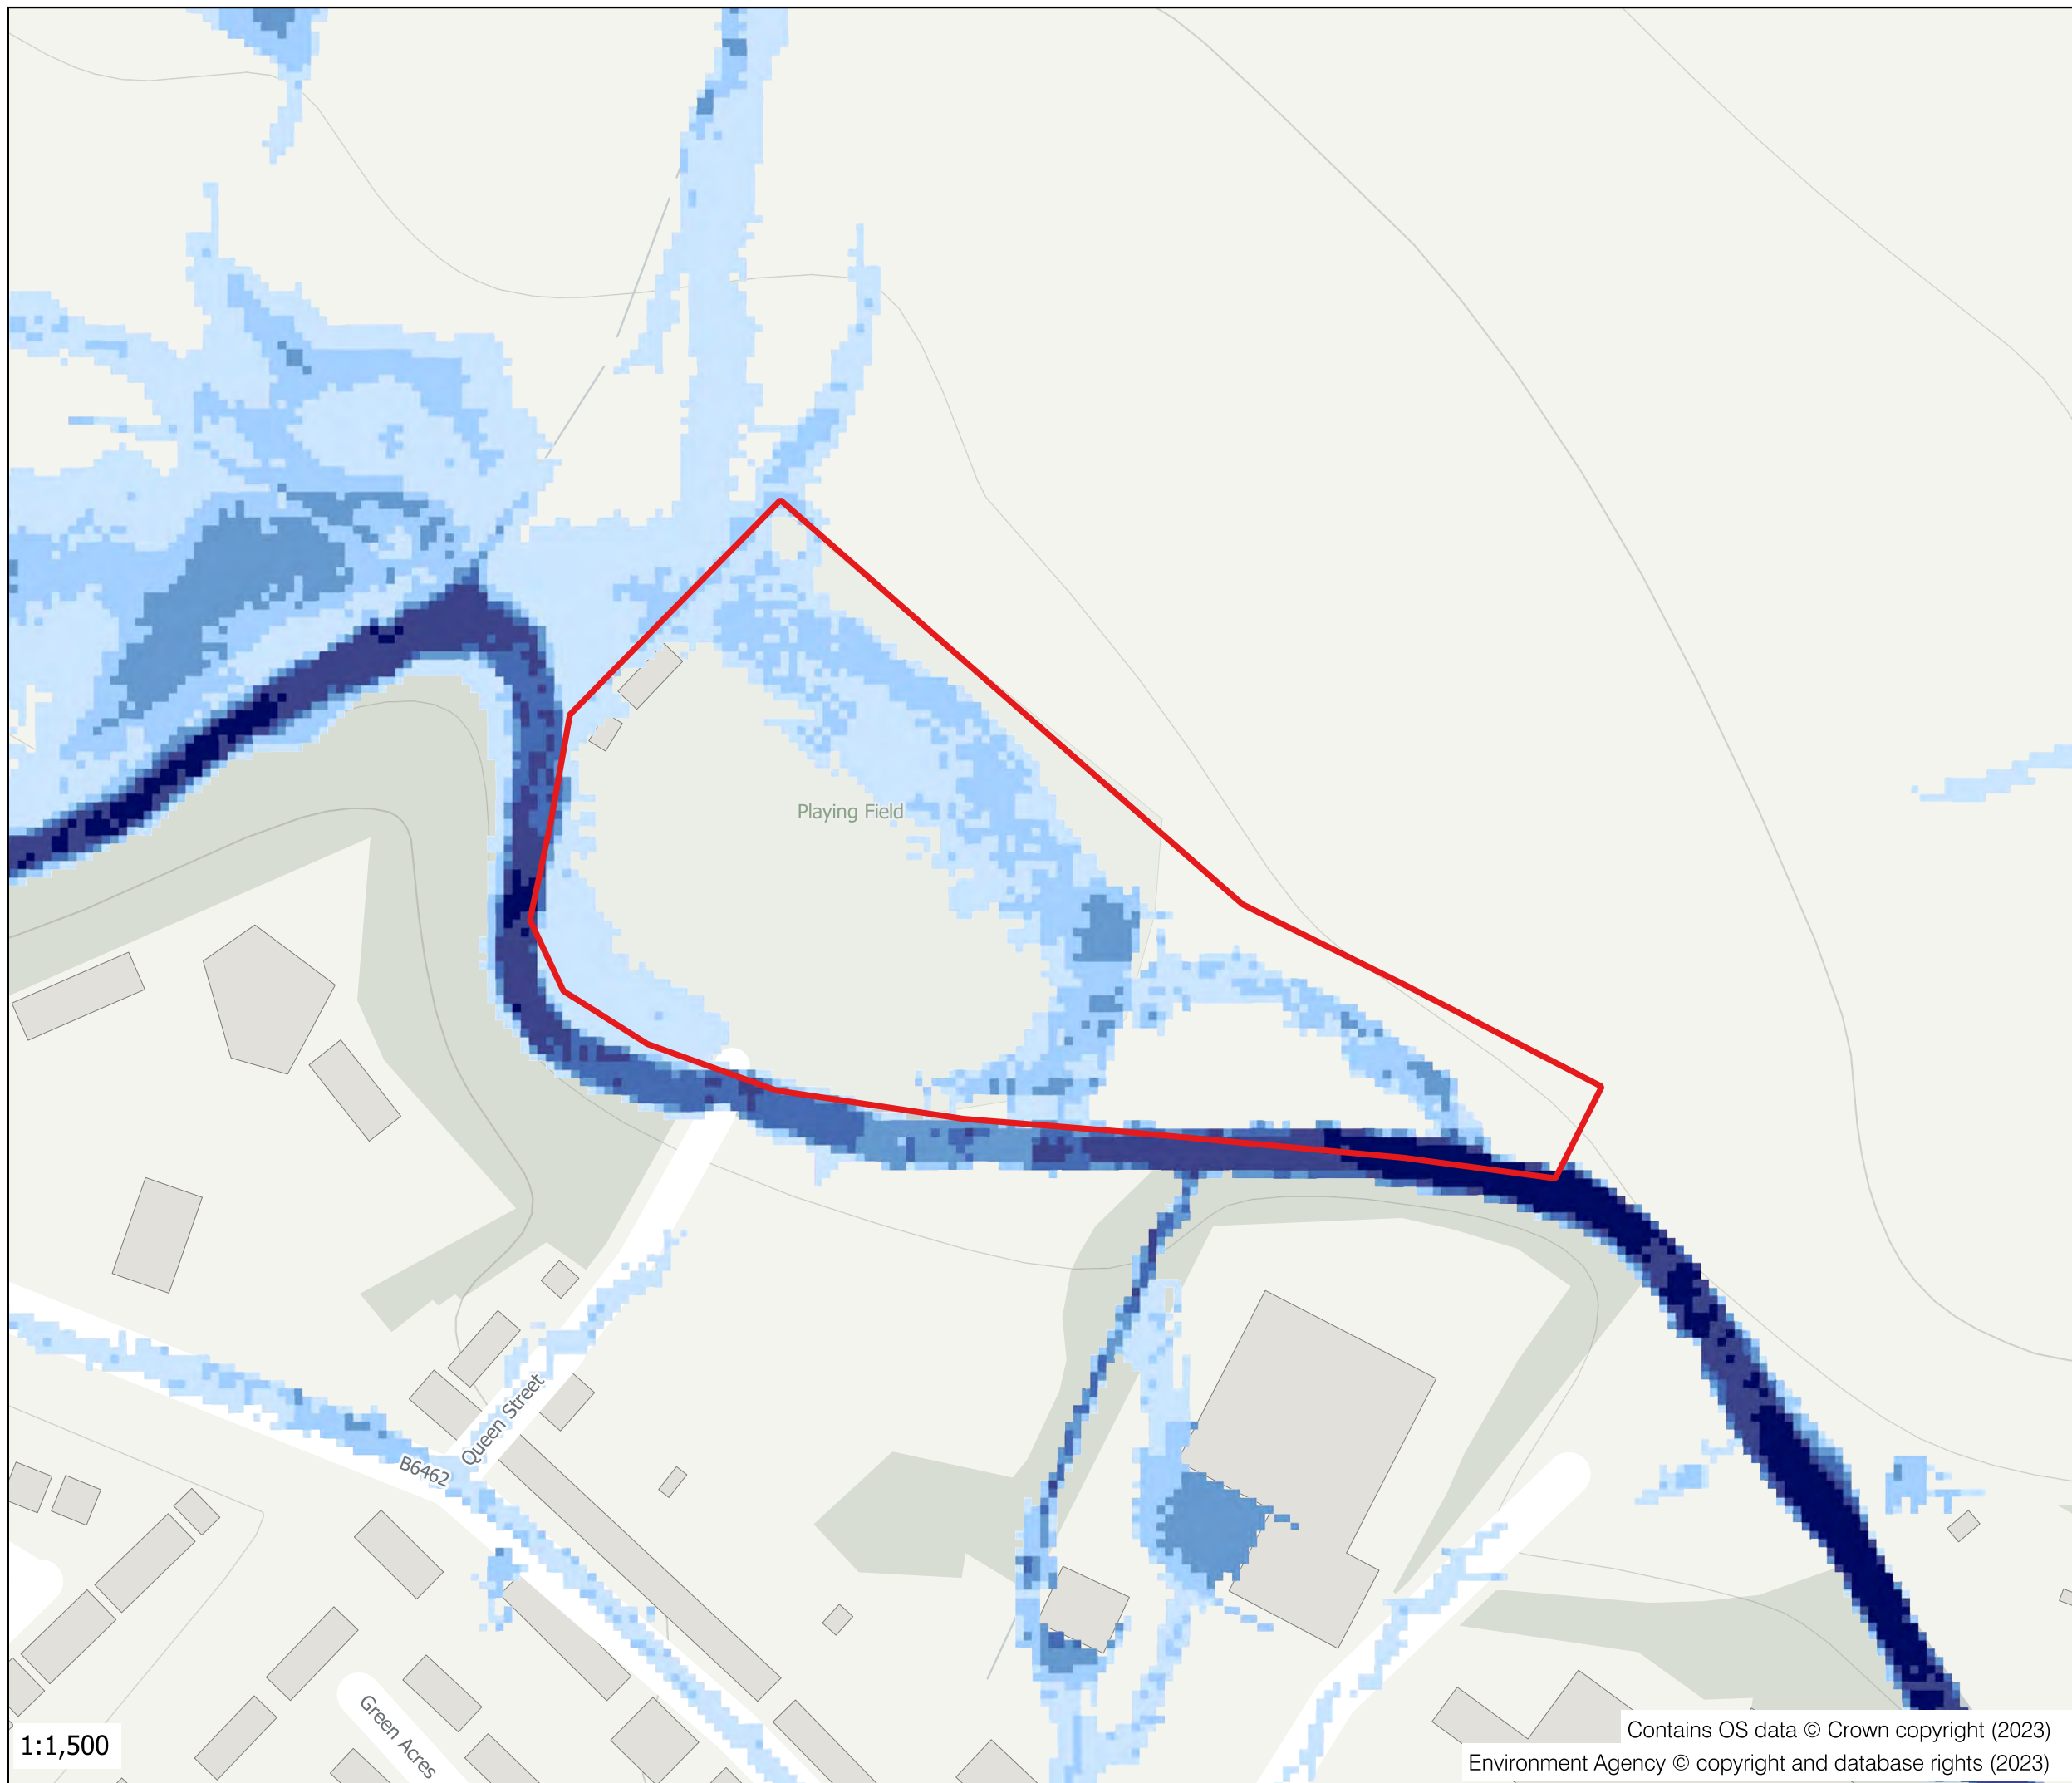 Playing Field
Queen Street
B6462
Green Acres
1:1,500
Contains OS data © Crown copyright (2023)
Environment Agency © copyright and database rights (2023)